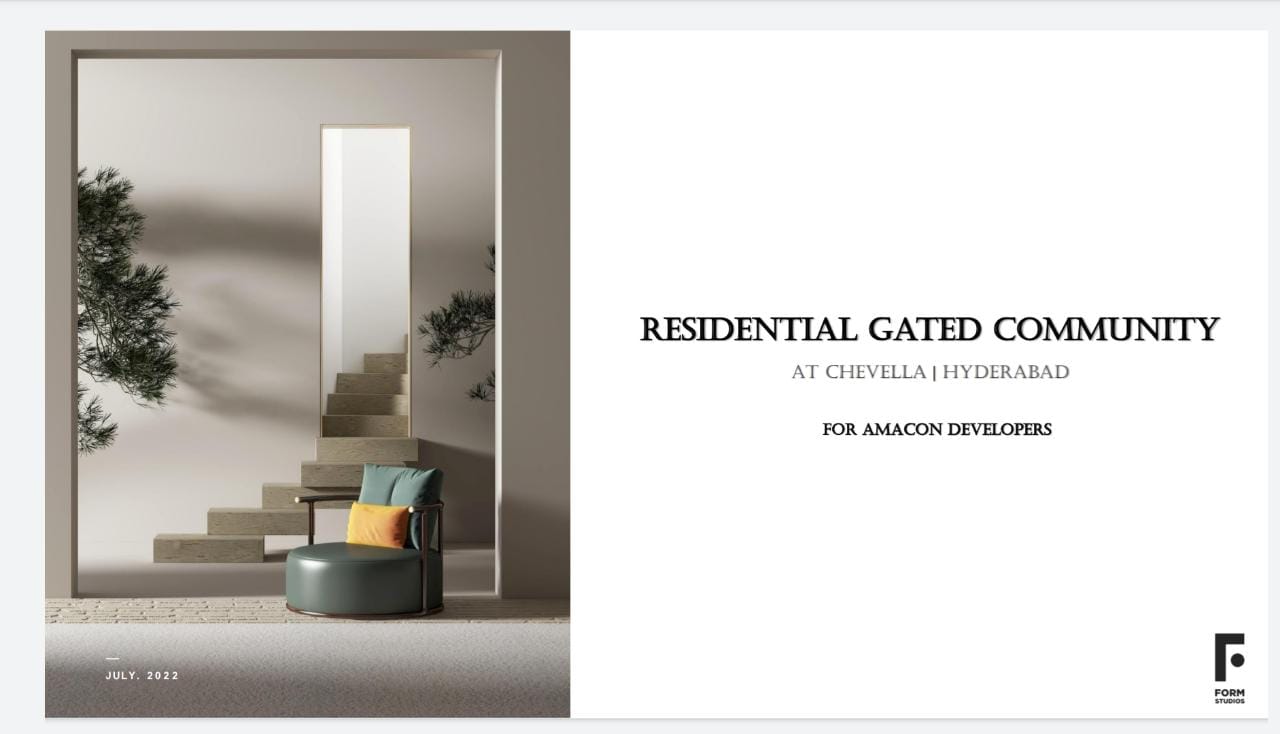 RESIDENTIAL GATED COMMUNITY
AT CHEVELLA | HYDERABAD
FOR AMACON DEVELOPERS
JULY. 2022
FORM
STUDIOS